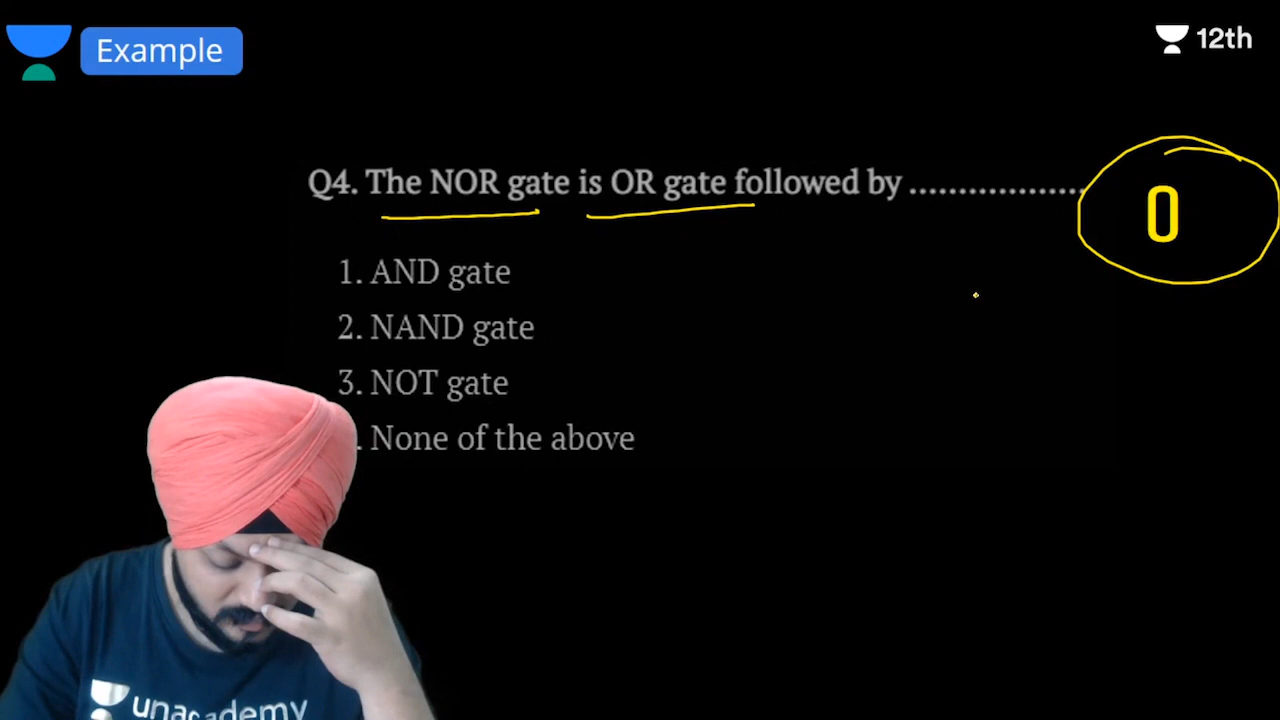 Example
12th
Q4. The NOR gate is OR gate followed by ..................
0
1. AND gate
2. NAND gate
3. NOT gate
. None of the above
unacademy